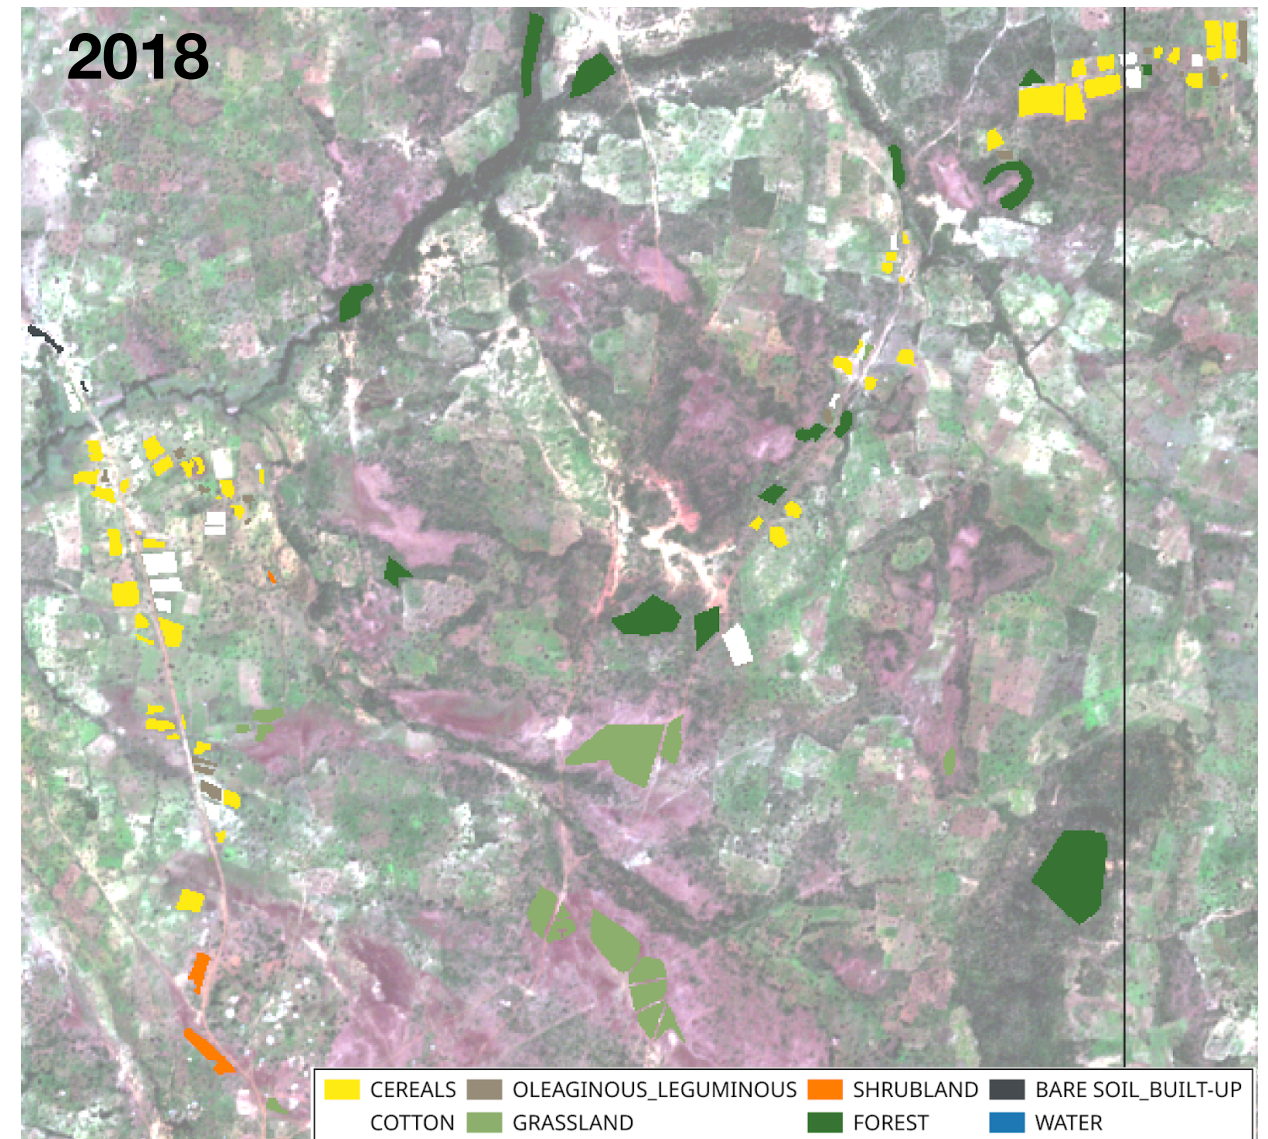 2018
CEREALS OLEAGINOUS_LEGUMINOUS SHRUBLAND BARE SOIL_BUILT-UP
COTTON GRASSLAND FOREST WATER